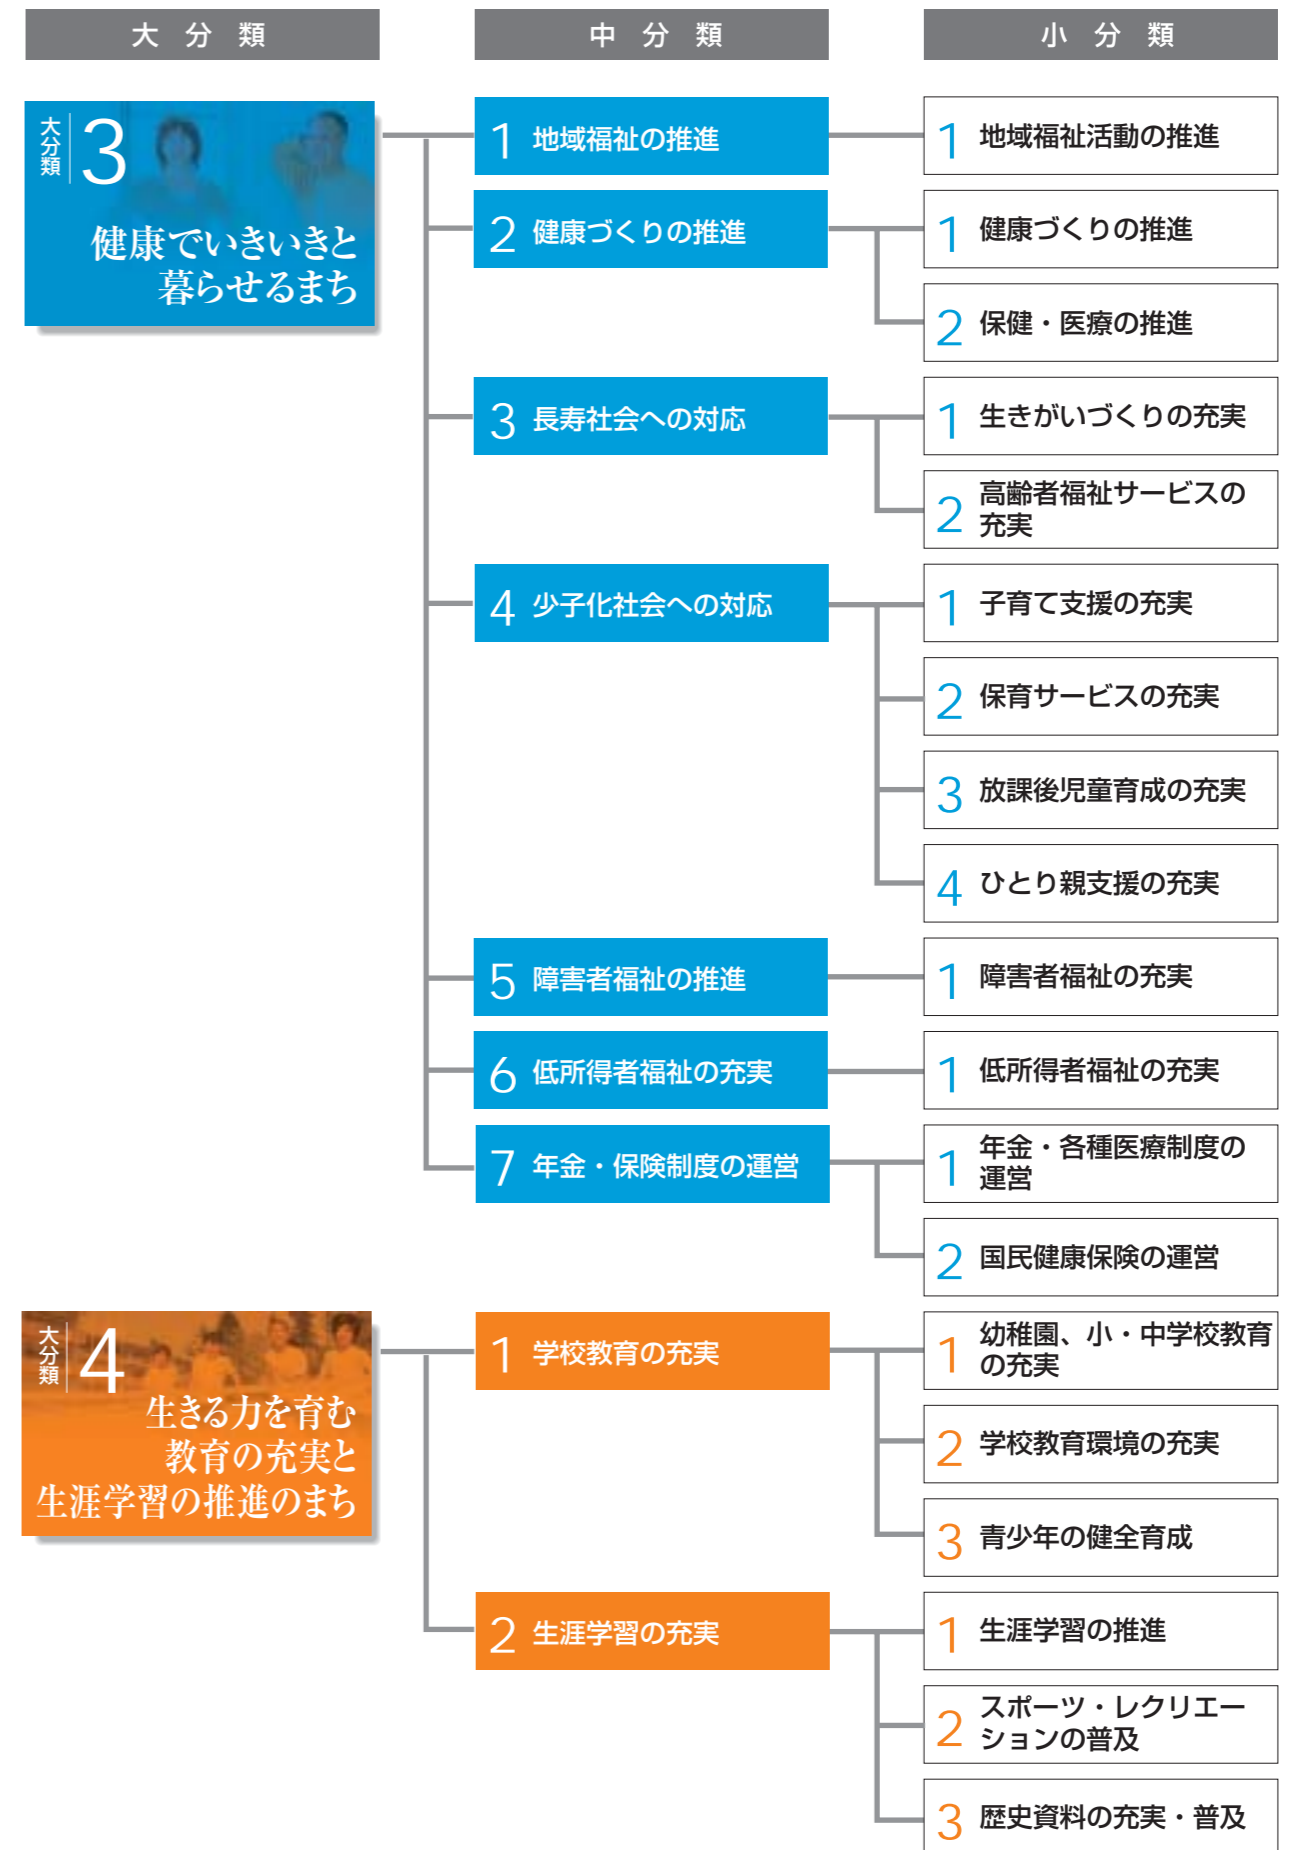 大分類
中分類
小分類
大分類 3
健康でいきいきと
暮らせるまち
1 地域福祉の推進
1 地域福祉活動の推進
2 健康づくりの推進
1 健康づくりの推進
2 保健・医療の推進
3 長寿社会への対応
1 生きがいづくりの充実
2 高齢者福祉サービスの
充実
4 少子化社会への対応
1 子育て支援の充実
2 保育サービスの充実
3 放課後児童育成の充実
4 ひとり親支援の充実
5 障害者福祉の推進
1 障害者福祉の充実
6 低所得者福祉の充実
1 低所得者福祉の充実
7 年金・保険制度の運営
1 年金・各種医療制度の
運営
2 国民健康保険の運営
大分類 4
生きる力を育む
教育の充実と
生涯学習の推進のまち
1 学校教育の充実
1 幼稚園、小・中学校教育
の充実
2 学校教育環境の充実
3 青少年の健全育成
2 生涯学習の充実
1 生涯学習の推進
2 スポーツ・レクリエー
ションの普及
3 歴史資料の充実・普及